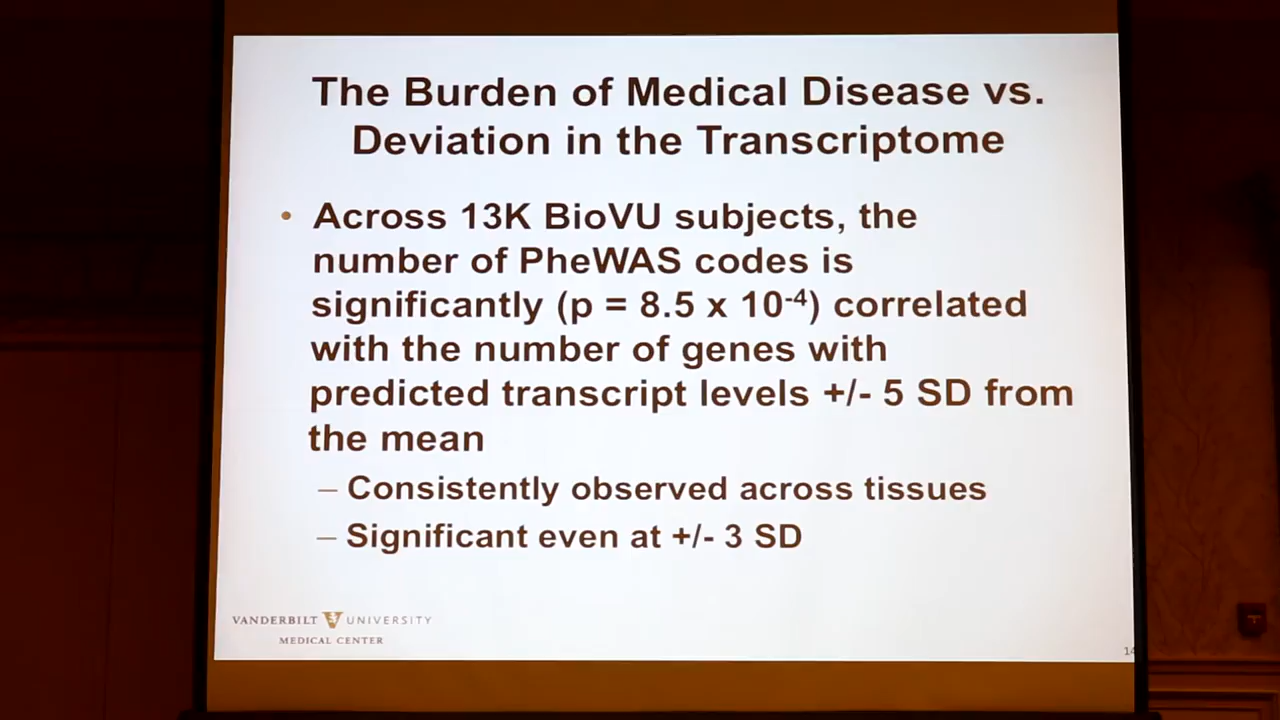 The Burden of Medical Disease vs.
Deviation in the Transcriptome
• Across 13K BioVU subjects, the
number of PheWAS codes is
significantly (p = 8.5 x 10⁻⁴) correlated
with the number of genes with
predicted transcript levels +/- 5 SD from
the mean
– Consistently observed across tissues
– Significant even at +/- 3 SD
VANDERBILT V UNIVERSITY
MEDICAL CENTER
14